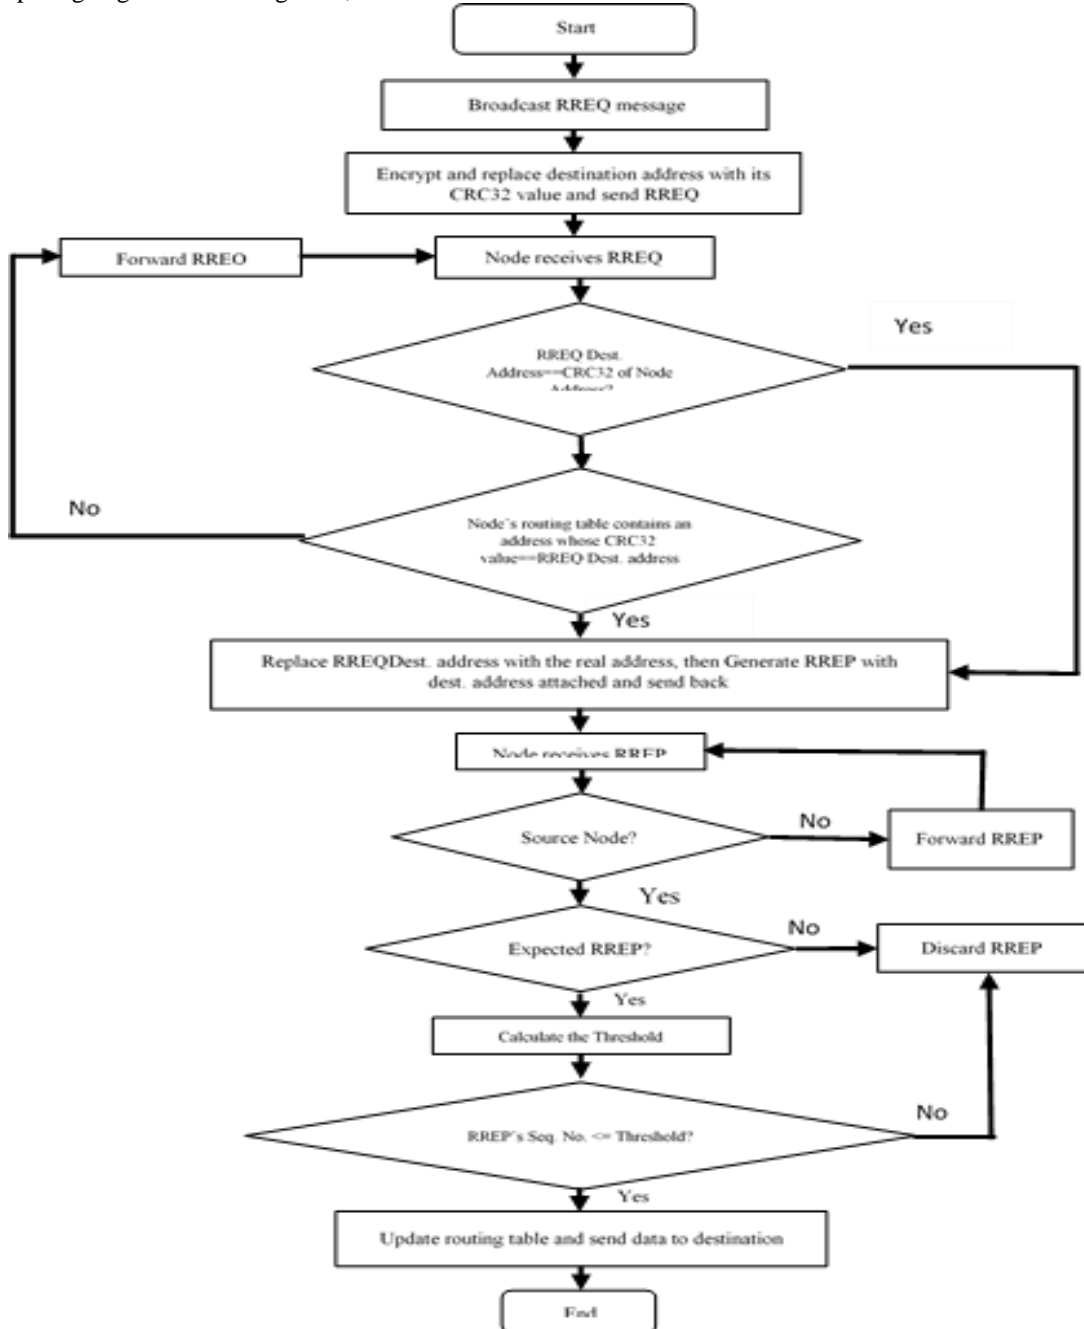 Start
Broadcast RREQ message
Encrypt and replace destination address with its
CRC32 value and send RREQ
Forward RREO
Node receives RREQ
Yes
RREQ Dest.
Address==CRC32 of Node
Address?
No
Node`s routing table contains an
address whose CRC32
value==RREQ Dest. address
Yes
Replace RREQDest. address with the real address, then Generate RREP with
dest. address attached and send back
Node receives RREP
Source Node?
No
Forward RREP
Yes
Expected RREP?
No
Discard RREP
Yes
Calculate the Threshold
RREP`s Seq. No. <= Threshold?
No
Yes
Update routing table and send data to destination
End